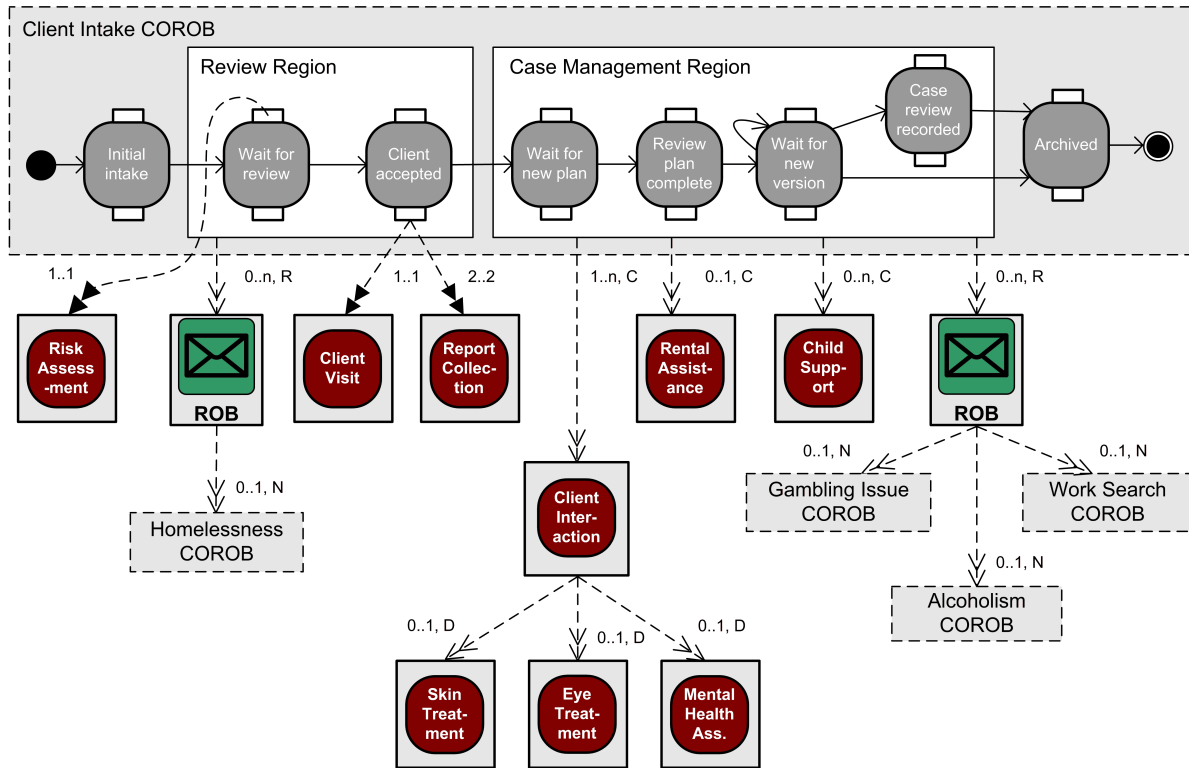 Client Intake COROB
Review Region
Case Management Region
Initial
intake
Wait for
review
Client
accepted
Wait for
new plan
Review
plan
complete
Wait for
new
version
Case
review
recorded
Archived
1..1
0..n, R
1..1
2..2
1..n, C
0..1, C
0..n, C
0..n, R
Risk
Assess
-ment
ROB
Client
Visit
Report
Collec-
tion
Rental
Assist-
ance
Child
Supp-
ort
ROB
0..1, N
Homelessness
COROB
Client
Inter-
action
0..1, N
0..1, N
Gambling Issue
COROB
Work Search
COROB
0..1, N
Alcoholism
COROB
0..1, D
0..1, D
0..1, D
Skin
Treat-
ment
Eye
Treat-
ment
Mental
Health
Ass.